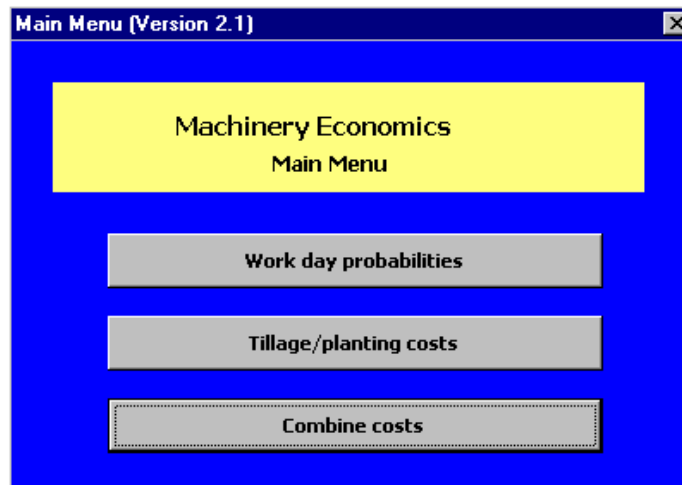 Main Menu (Version 2.1)
Machinery Economics
Main Menu
Work day probabilities
Tillage/planting costs
Combine costs